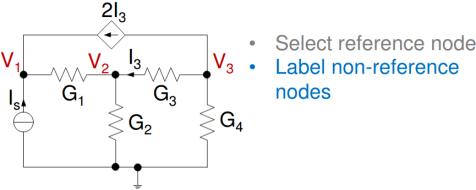 2I₃
V₁ V₂ I₃ V₃
G₁ G₃
Iₛ G₂ G₄
• Select reference node
• Label non-reference
nodes